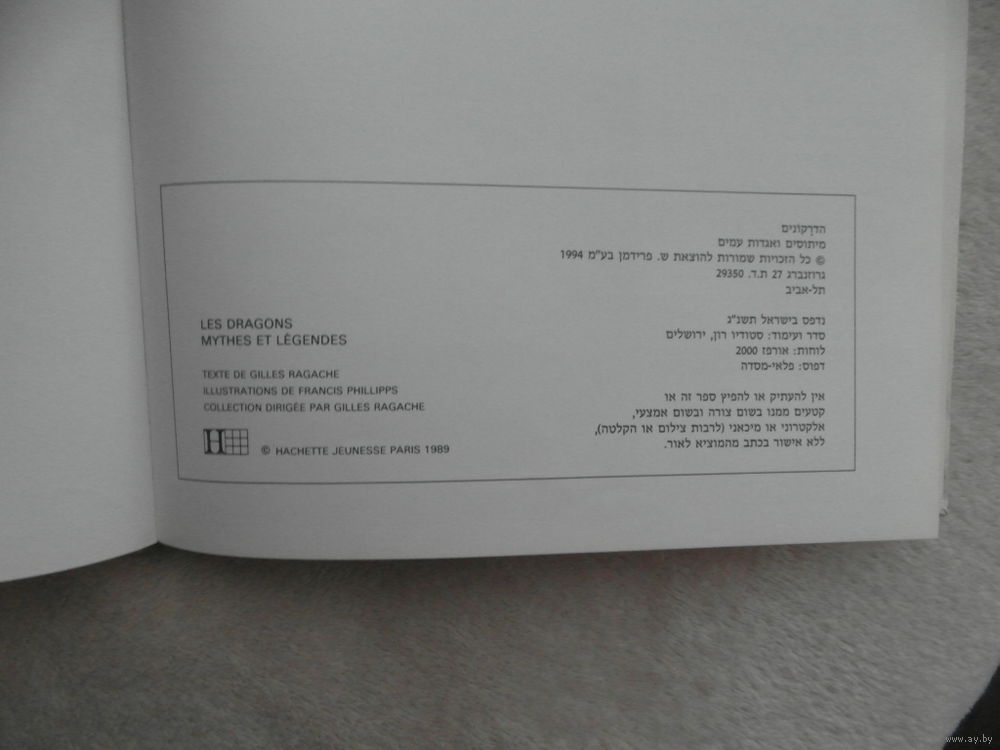 הדרקונים
מיתוסים ואגדות עמים
© כל הזכויות שמורות להוצאת ש. פרידמן בע"מ 1994
גרוזנברג 27 ת.ד. 29350
תל-אביב
נדפס בישראל תשנ"ג
סדר ועימוד: סטודיו רון, ירושלים
לוחות: אורפז 2000
דפוס: פלאי-מסדה
אין להעתיק או להפיץ ספר זה או
קטעים ממנו בשום צורה ובשום אמצעי,
אלקטרוני או מיכאני (לרבות צילום או הקלטה),
ללא אישור בכתב מהמוציא לאור.
LES DRAGONS
MYTHES ET LÉGENDES
TEXTE DE GILLES RAGACHE
ILLUSTRATIONS DE FRANCIS PHILLIPPS
COLLECTION DIRIGÉE PAR GILLES RAGACHE
H
© HACHETTE JEUNESSE PARIS 1989
www.ay.by